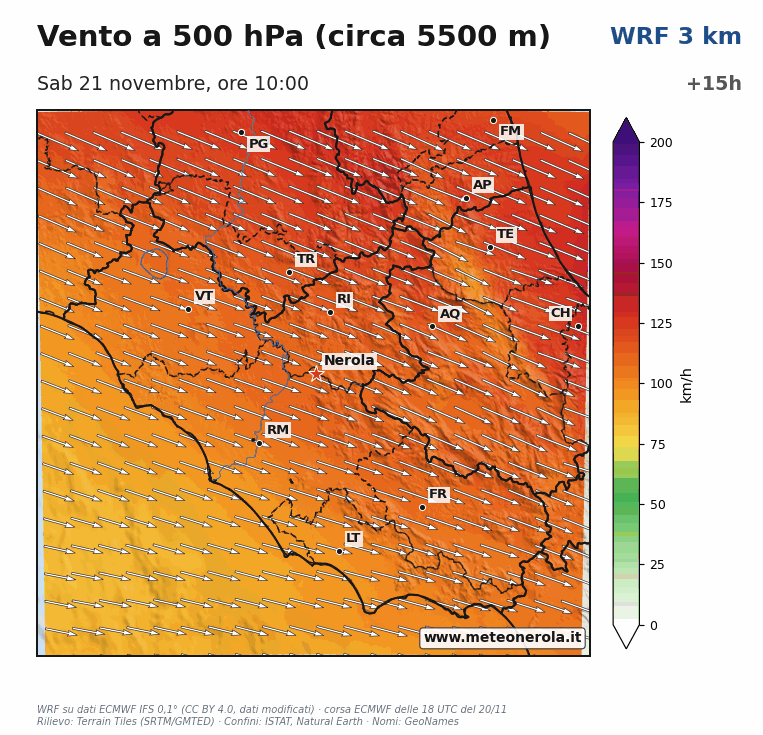 Vento a 500 hPa (circa 5500 m)
WRF 3 km
Sab 21 novembre, ore 10:00
+15h
FM
PG
AP
TE
TR
VT
RI
AQ
CH
Nerola
RM
FR
LT
www.meteonerola.it
200
175
150
125
100
75
50
25
0
km/h
WRF su dati ECMWF IFS 0,1° (CC BY 4.0, dati modificati) · corsa ECMWF delle 18 UTC del 20/11
Rilievo: Terrain Tiles (SRTM/GMTED) · Confini: ISTAT, Natural Earth · Nomi: GeoNames